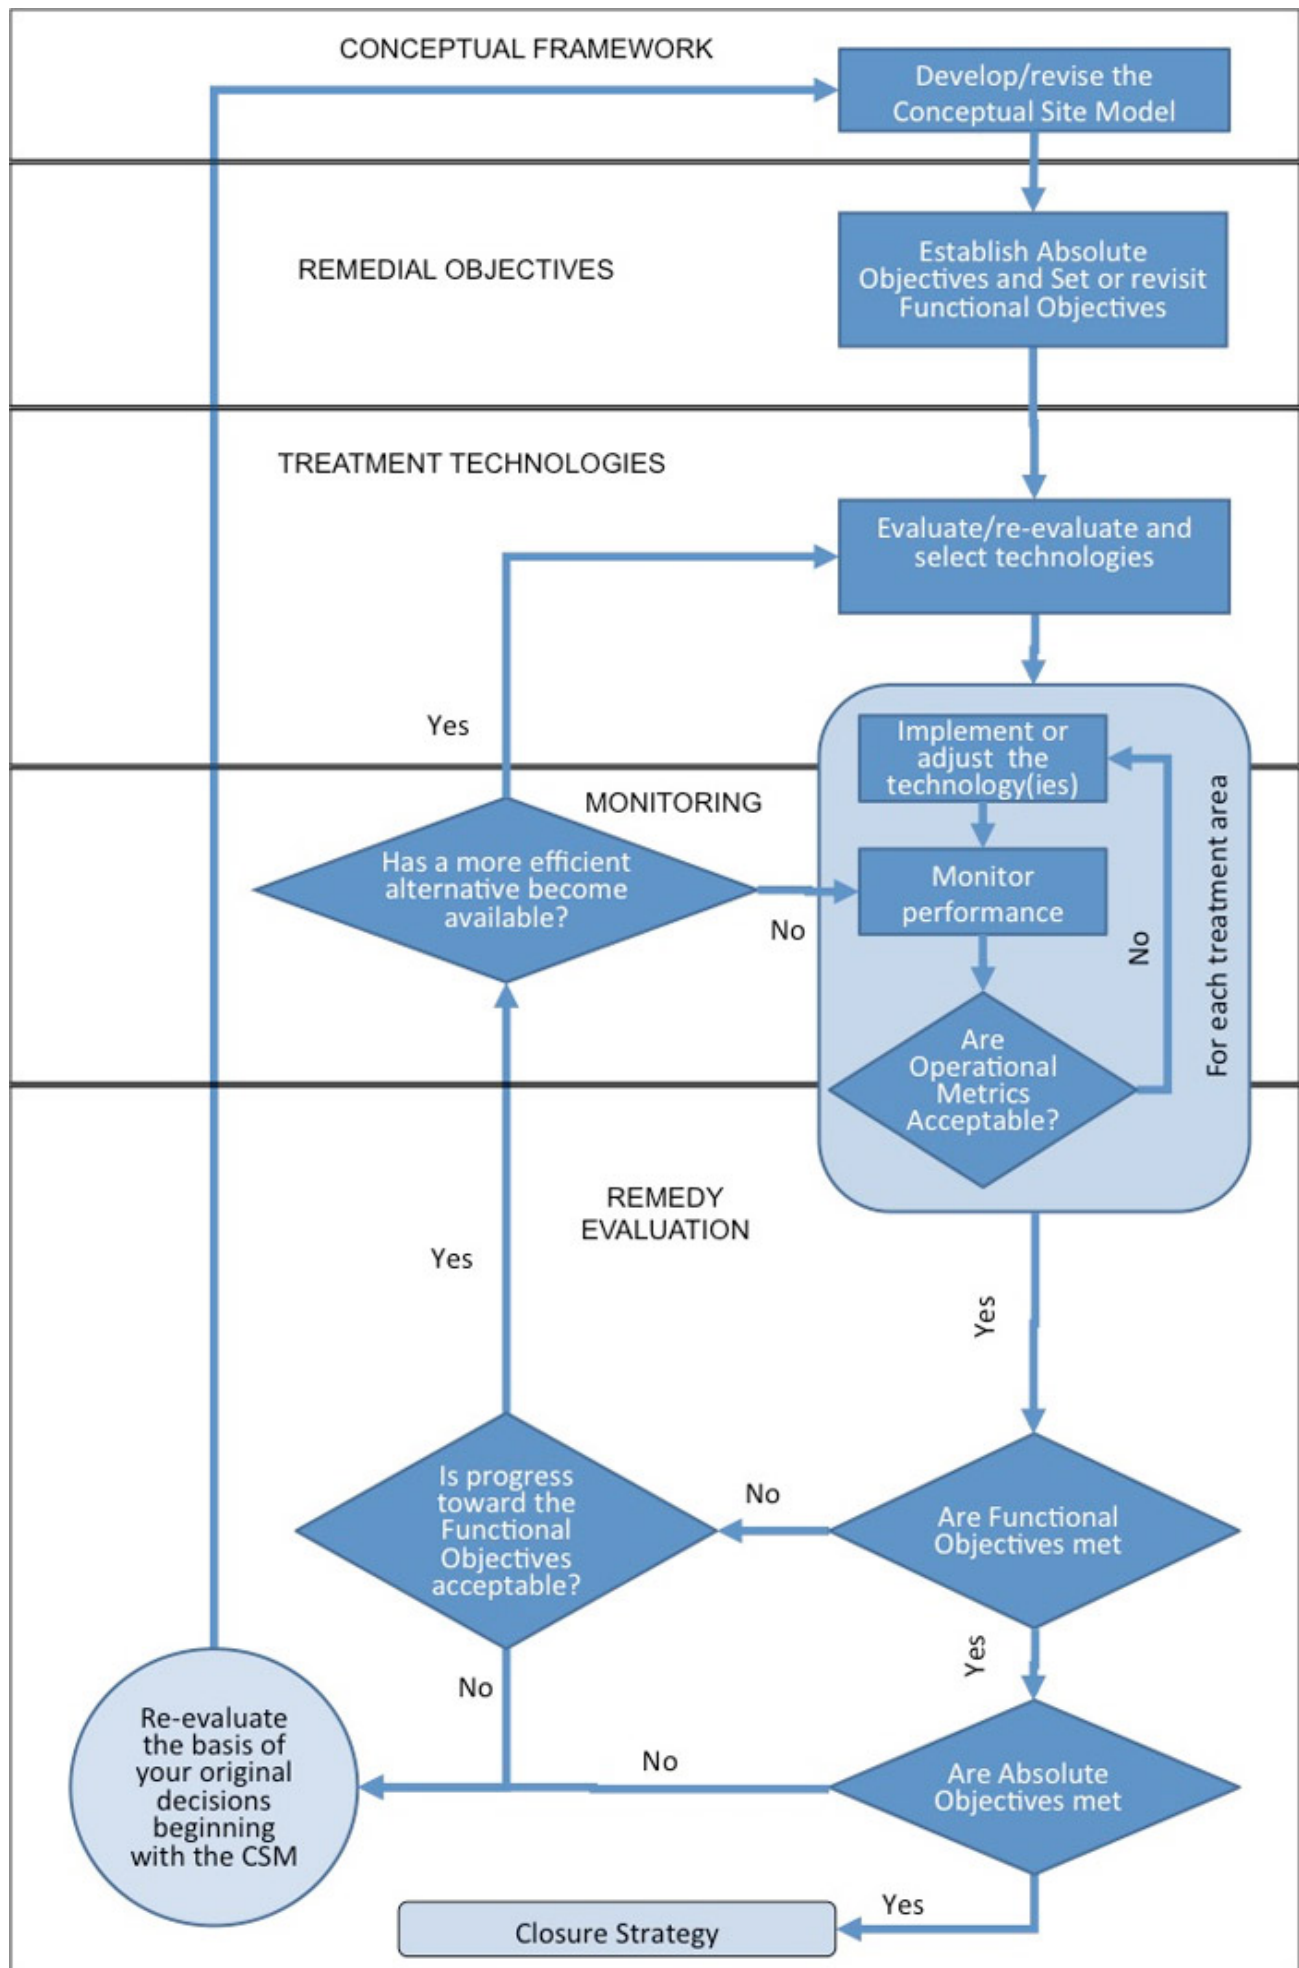 CONCEPTUAL FRAMEWORK
Develop/revise the
Conceptual Site Model
REMEDIAL OBJECTIVES
Establish Absolute
Objectives and Set or revisit
Functional Objectives
TREATMENT TECHNOLOGIES
Evaluate/re-evaluate and
select technologies
Yes
Implement or
adjust the
technology(ies)
MONITORING
Has a more efficient
alternative become
available?
No
Monitor
performance
No
For each treatment area
Are
Operational
Metrics
Acceptable?
REMEDY
EVALUATION
Yes
Yes
Is progress
toward the
Functional
Objectives
acceptable?
No
Are Functional
Objectives met
Yes
No
Re-evaluate
the basis of
your original
decisions
beginning
with the CSM
No
Are Absolute
Objectives met
Yes
Closure Strategy